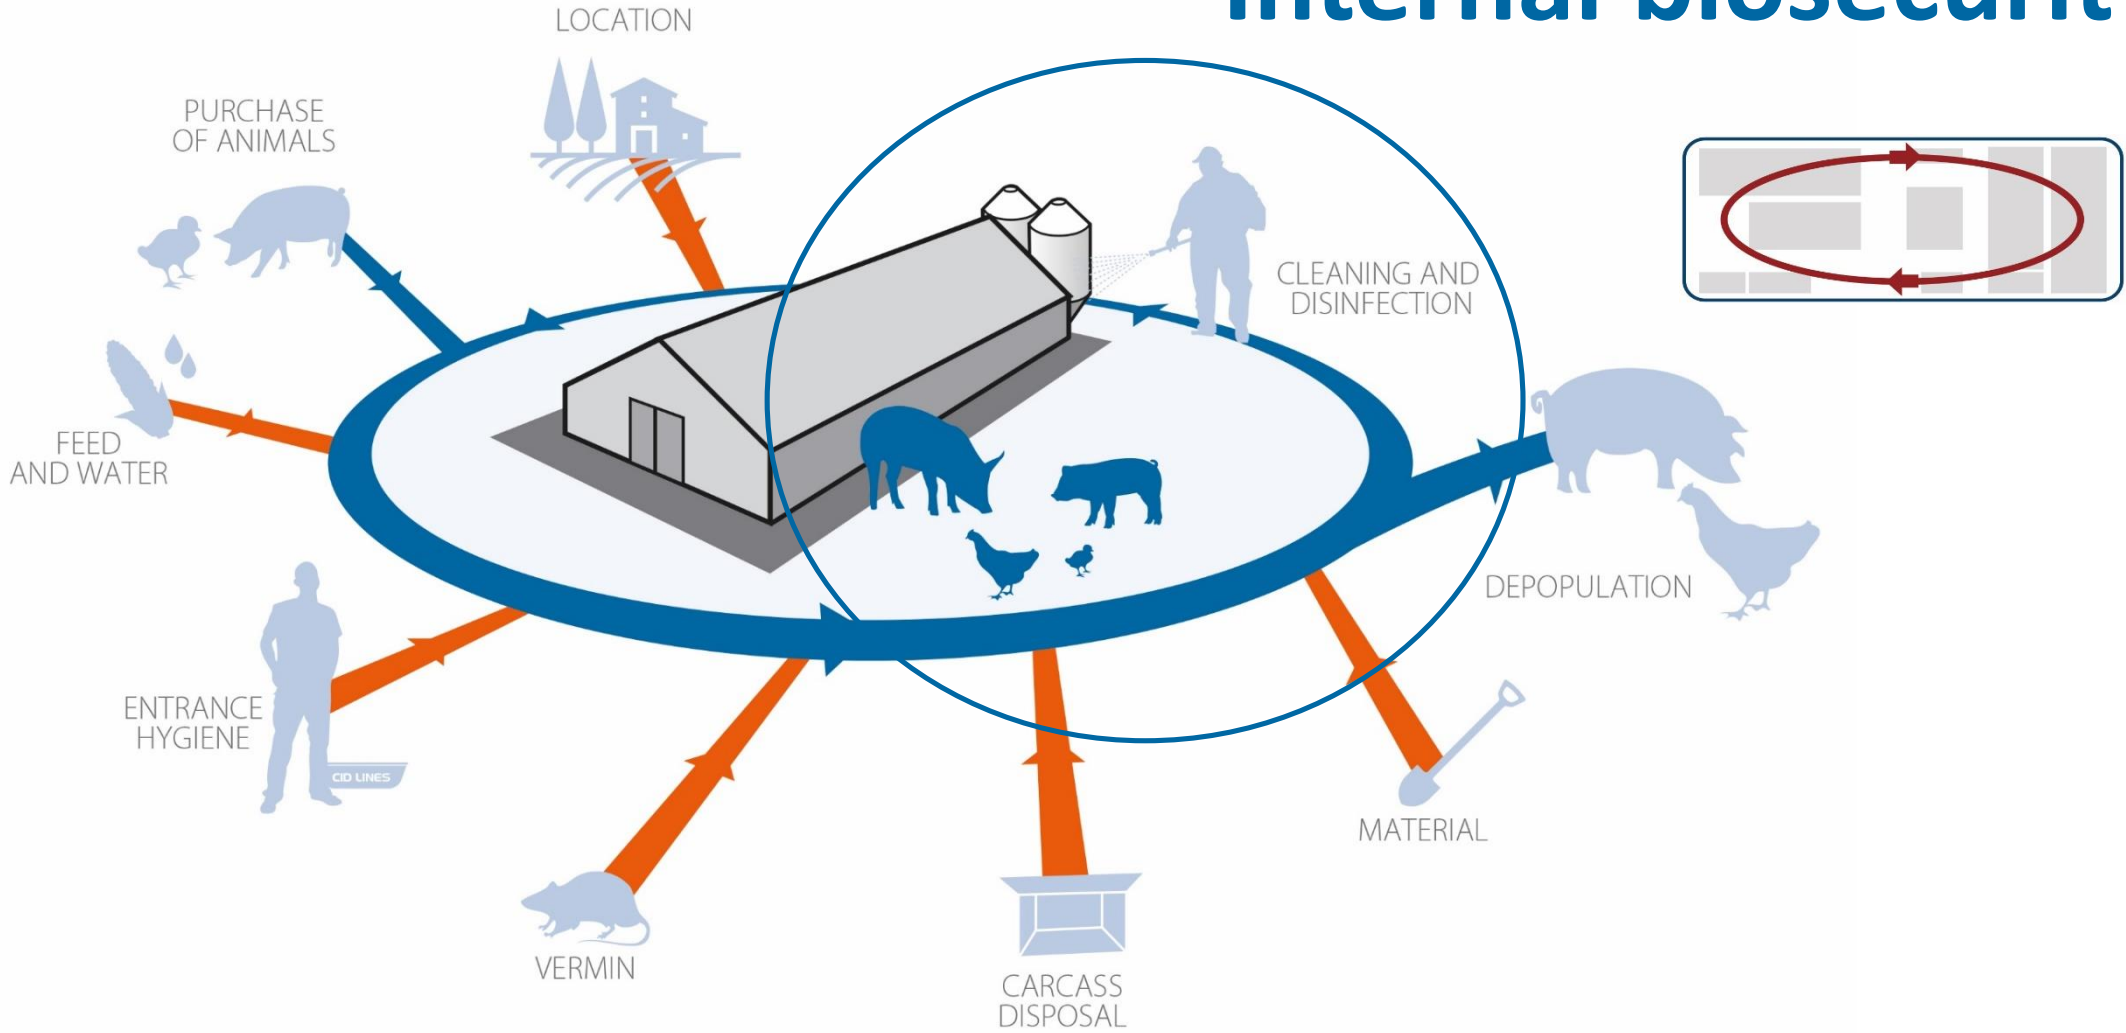 LOCATION
PURCHASE
OF ANIMALS
CLEANING AND
DISINFECTION
FEED
AND WATER
DEPOPULATION
ENTRANCE
HYGIENE
CID LINES
MATERIAL
VERMIN
CARCASS
DISPOSAL